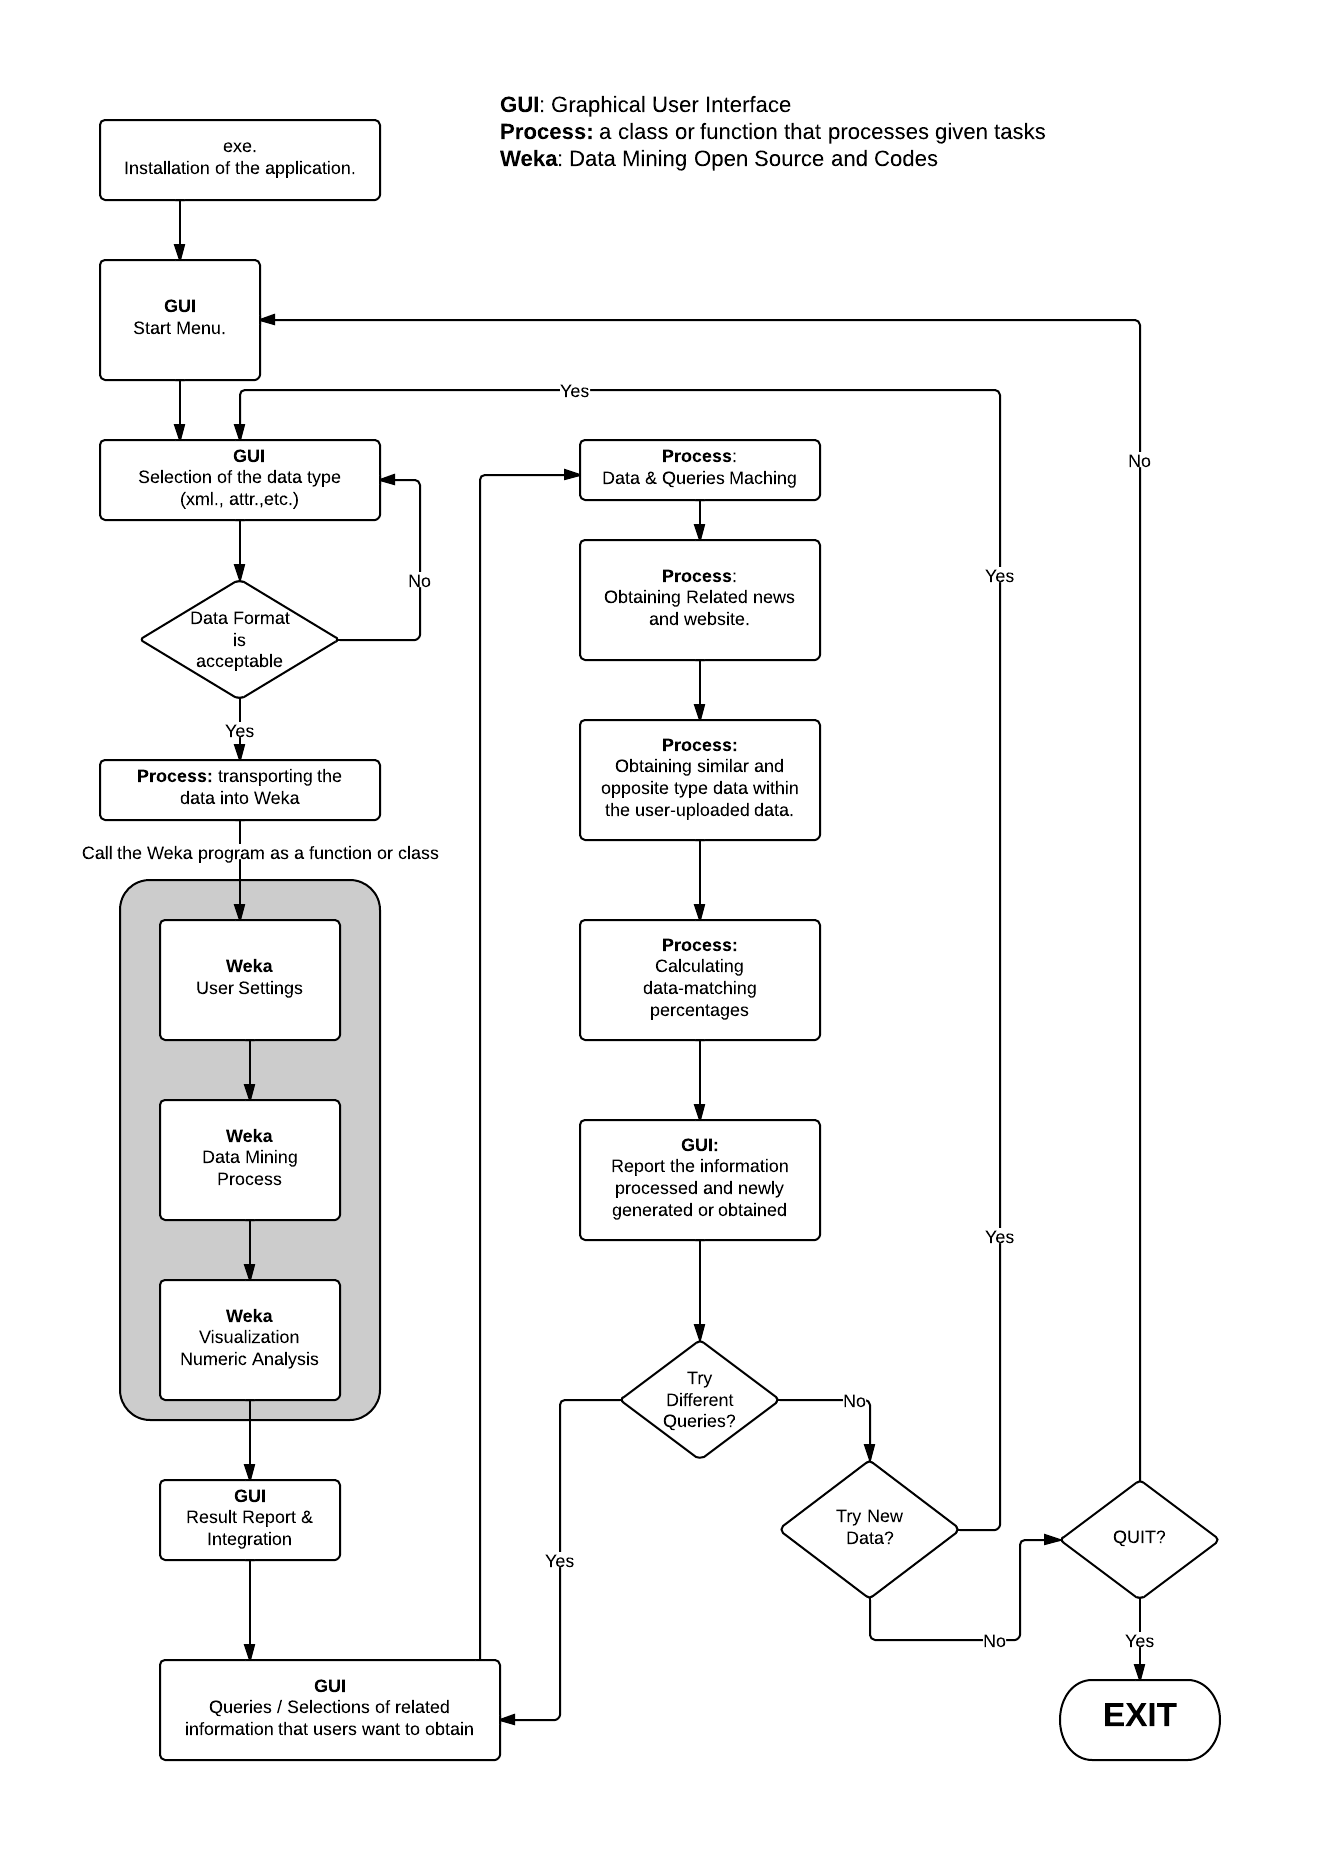 GUI: Graphical User Interface
Process: a class or function that processes given tasks
Weka: Data Mining Open Source and Codes
exe.
Installation of the application.
GUI
Start Menu.
Yes
No
GUI
Selection of the data type
(xml., attr.,etc.)
No
Data Format
is
acceptable
Yes
Process: transporting the
data into Weka
Call the Weka program as a function or class
Weka
User Settings
Weka
Data Mining
Process
Weka
Visualization
Numeric Analysis
GUI
Result Report &
Integration
GUI
Queries / Selections of related
information that users want to obtain
Process:
Data & Queries Maching
Process:
Obtaining Related news
and website.
Yes
Process:
Obtaining similar and
opposite type data within
the user-uploaded data.
Process:
Calculating
data-matching
percentages
GUI:
Report the information
processed and newly
generated or obtained
Yes
Try
Different
Queries?
No
Yes
Try New
Data?
No
QUIT?
Yes
EXIT